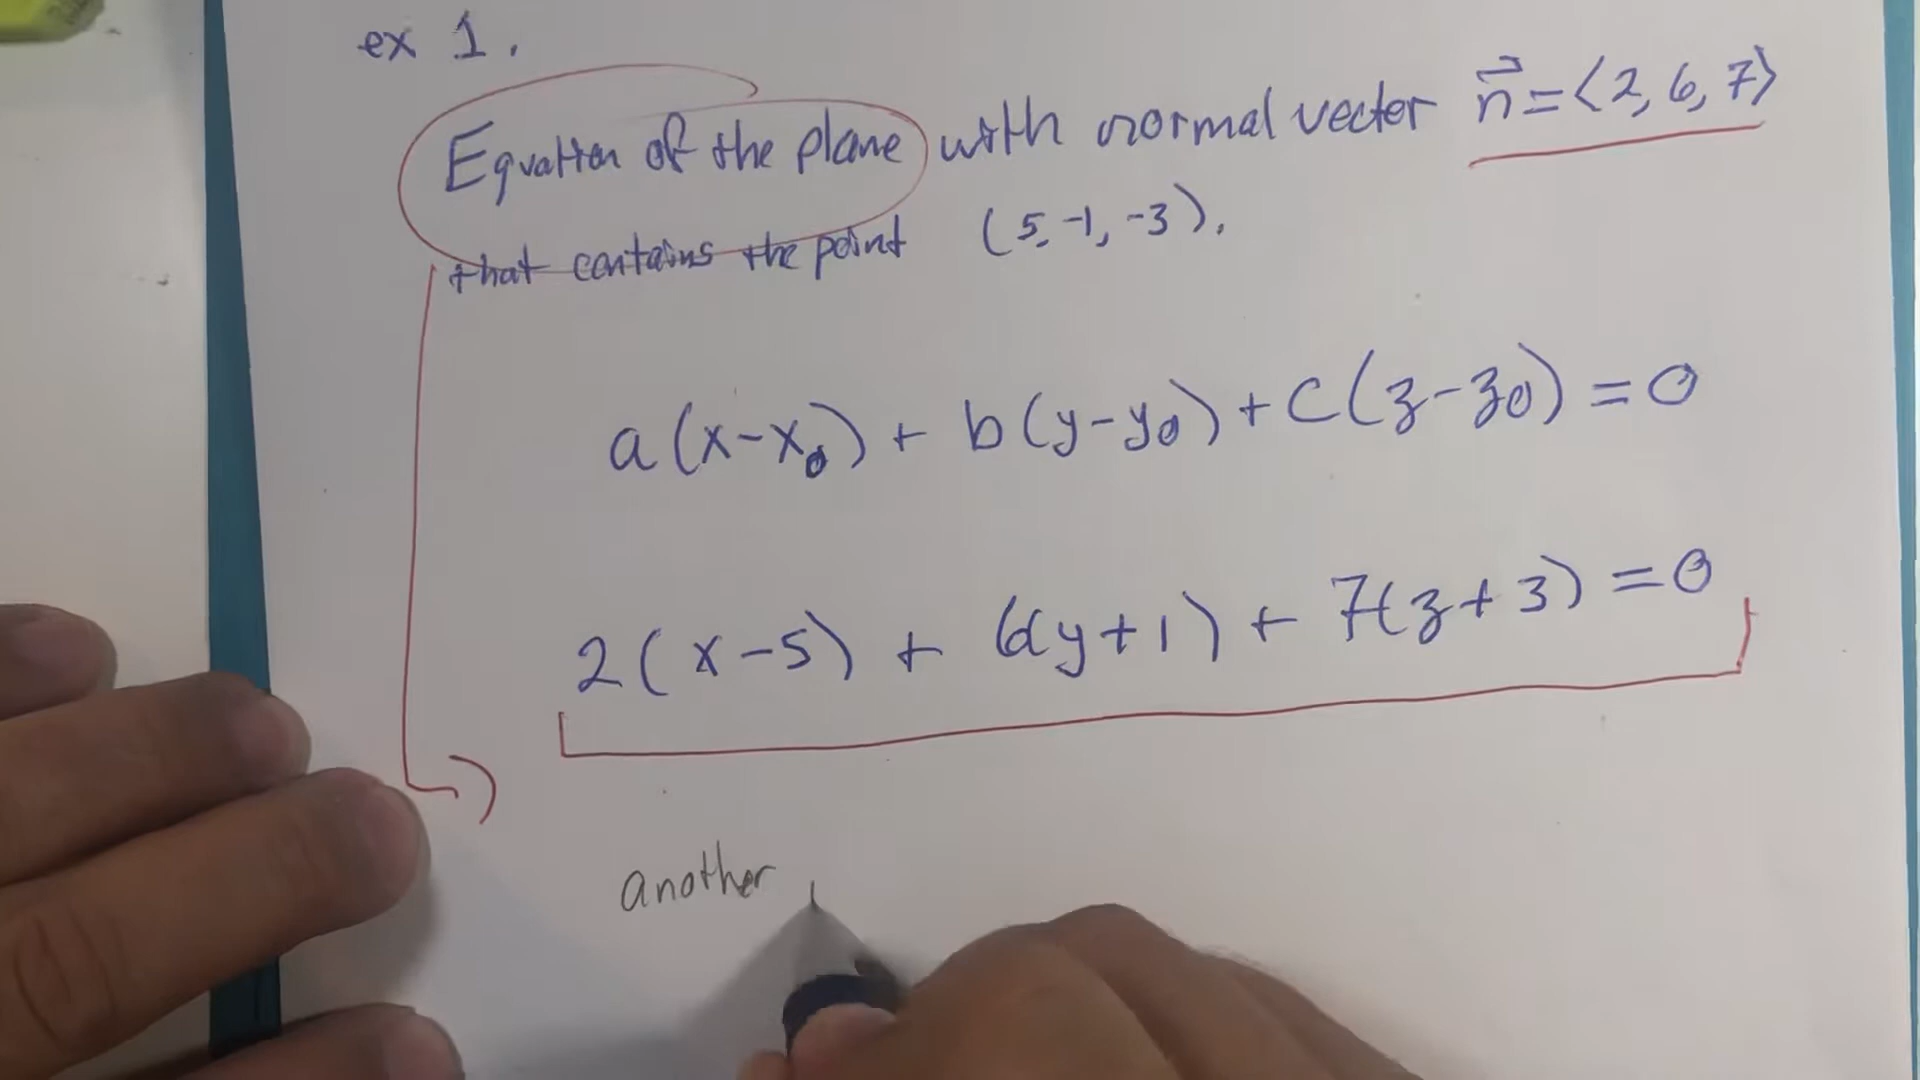 ex 1.
Equation of the plane with normal vector n⃗ = ⟨2, 6, 7⟩
that contains the point (5, -1, -3).
a(x-x₀) + b(y-y₀) + c(z-z₀) = 0
2(x-5) + 6(y+1) + 7(z+3) = 0
another